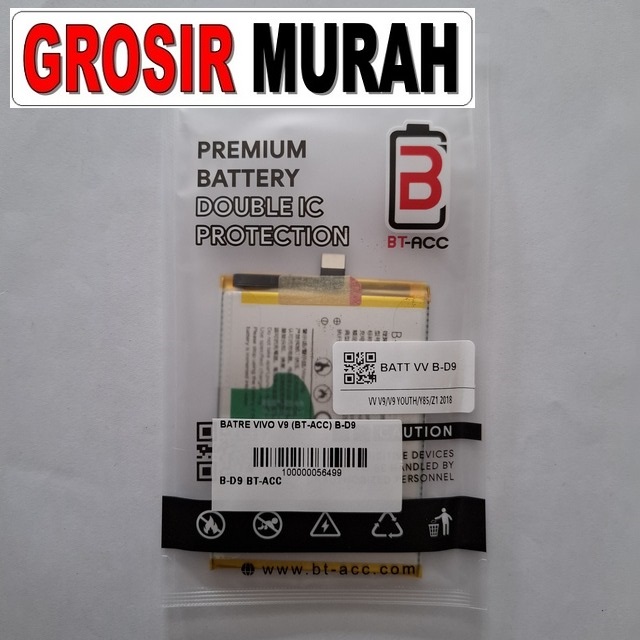 GROSIR MURAH
PREMIUM
BATTERY
DOUBLE IC
PROTECTION
B
BT-ACC
BATT VV B-D9
VV V9/V9 YOUTH/Y85/Z1 2018
BATRE VIVO V9 (BT-ACC) B-D9
100000056499
B-D9 BT-ACC
UTION
E DEVICES
ANDLED BY
ERSONNEL
www.bt-acc.com